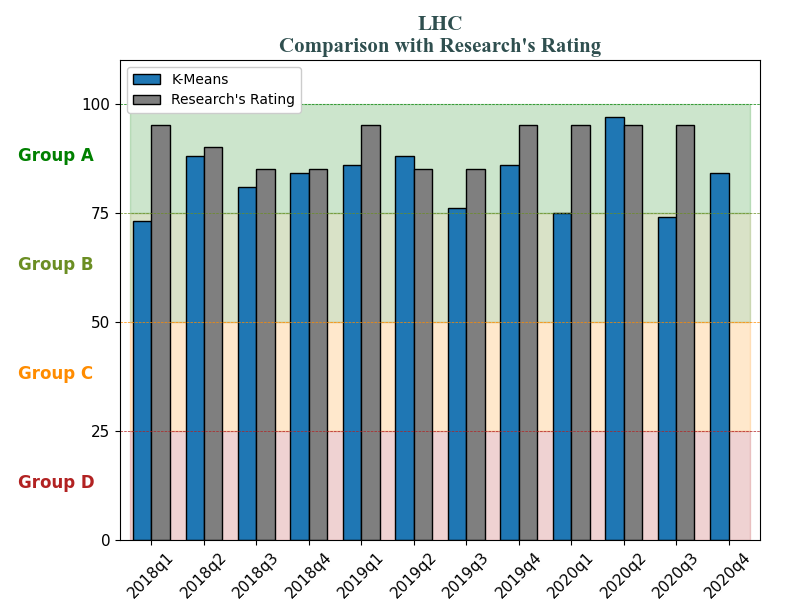 LHC
Comparison with Research's Rating
K-Means
Research's Rating
100
75
50
25
0
Group A
Group B
Group C
Group D
2018q1
2018q2
2018q3
2018q4
2019q1
2019q2
2019q3
2019q4
2020q1
2020q2
2020q3
2020q4